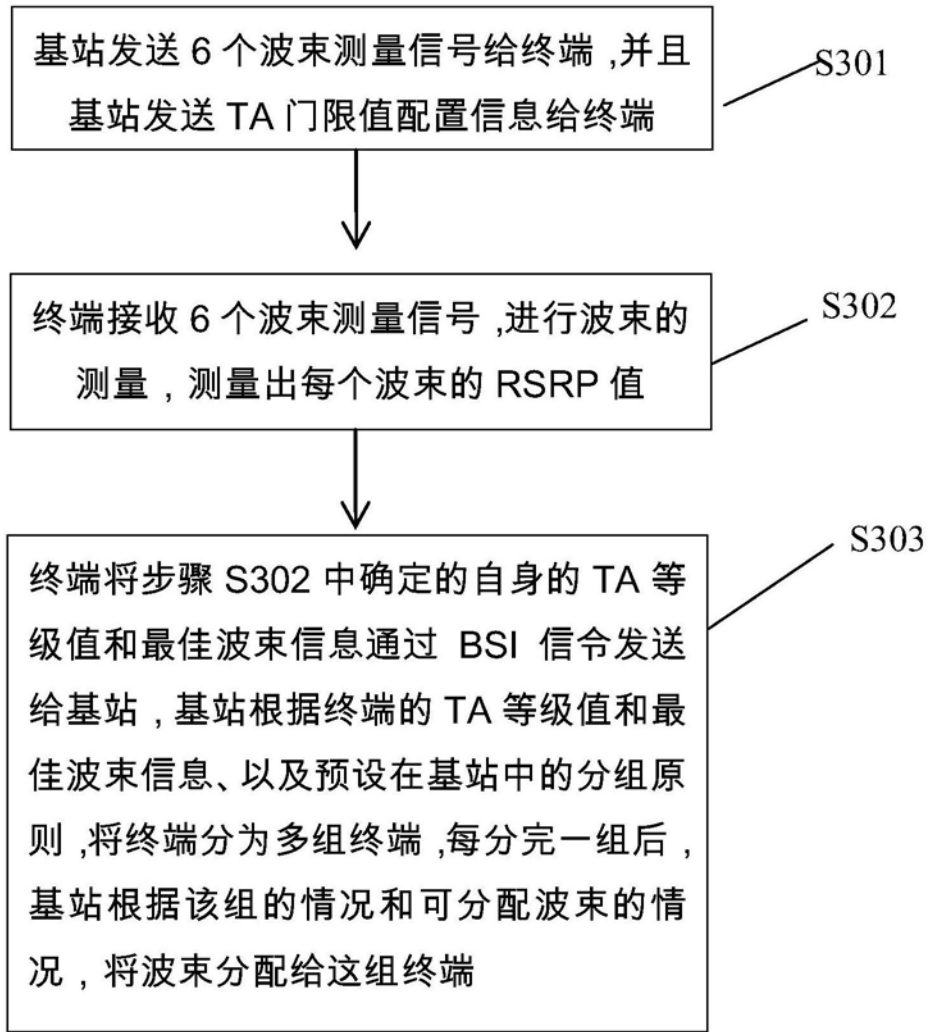 基站发送 6 个波束测量信号给终端 ,并且
基站发送 TA 门限值配置信息给终端
S301
终端接收 6 个波束测量信号 ,进行波束的
测量 , 测量出每个波束的 RSRP 值
S302
终端将步骤 S302 中确定的自身的 TA 等
级值和最佳波束信息通过 BSI 信令发送
给基站 , 基站根据终端的 TA 等级值和最
佳波束信息、以及预设在基站中的分组原
则 ,将终端分为多组终端 ,每分完一组后 ,
基站根据该组的情况和可分配波束的情
况 , 将波束分配给这组终端
S303